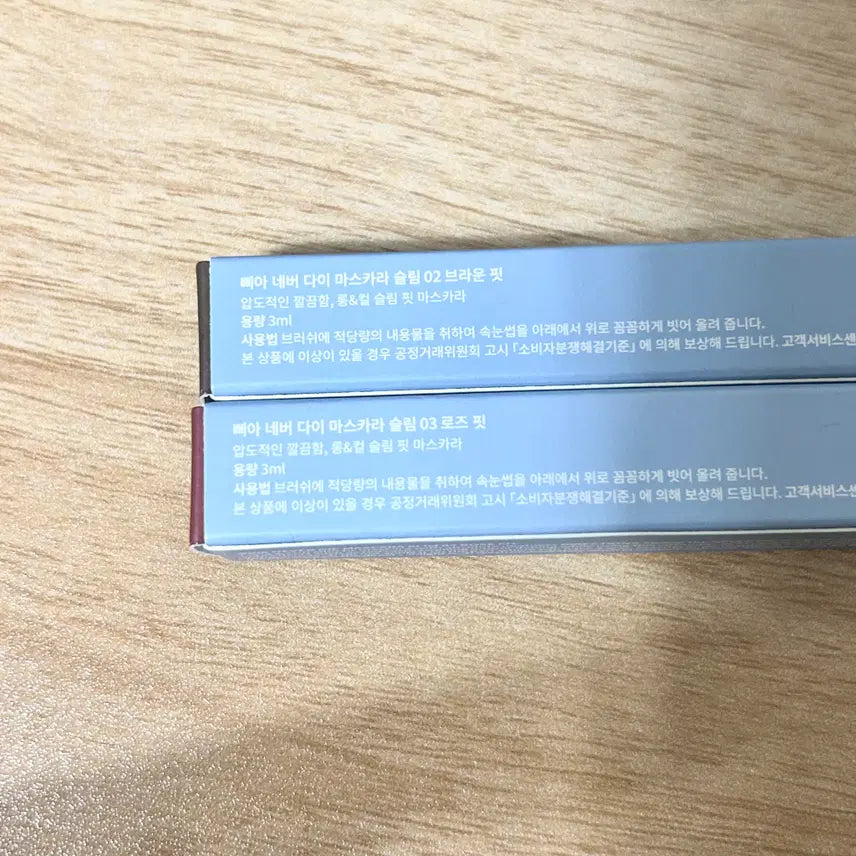 삐아 네버 다이 마스카라 슬림 02 브라운 핏
압도적인 깔끔함, 롱&컬 슬림 핏 마스카라
용량 3ml
사용법 브러쉬에 적당량의 내용물을 취하여 속눈썹을 아래에서 위로 꼼꼼하게 빗어 올려 줍니다.
본 상품에 이상이 있을 경우 공정거래위원회 고시 「소비자분쟁해결기준」 에 의해 보상해 드립니다. 고객서비스센
삐아 네버 다이 마스카라 슬림 03 로즈 핏
압도적인 깔끔함, 롱&컬 슬림 핏 마스카라
용량 3ml
사용법 브러쉬에 적당량의 내용물을 취하여 속눈썹을 아래에서 위로 꼼꼼하게 빗어 올려 줍니다.
본 상품에 이상이 있을 경우 공정거래위원회 고시 「소비자분쟁해결기준」 에 의해 보상해 드립니다. 고객서비스센